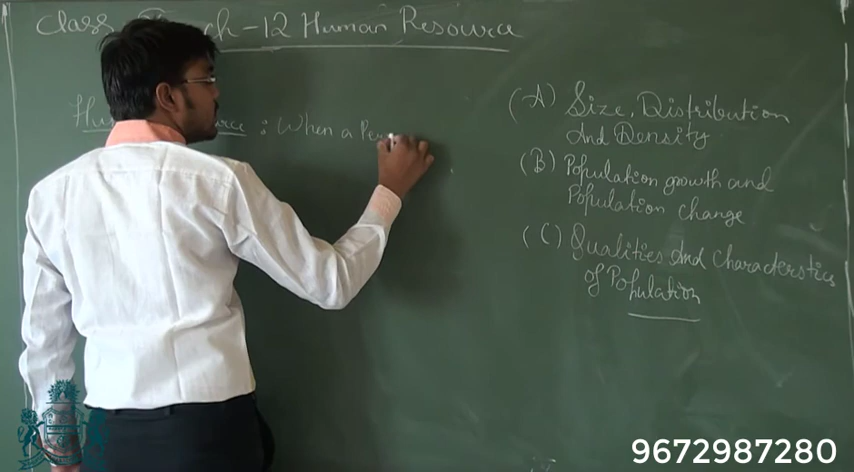 Class ch-12 Human Resource
: When a Per
(A) Size, Distribution
And Density
(B) Population growth and
Population change
(C) Qualities And Characterstics
of Population
9672987280